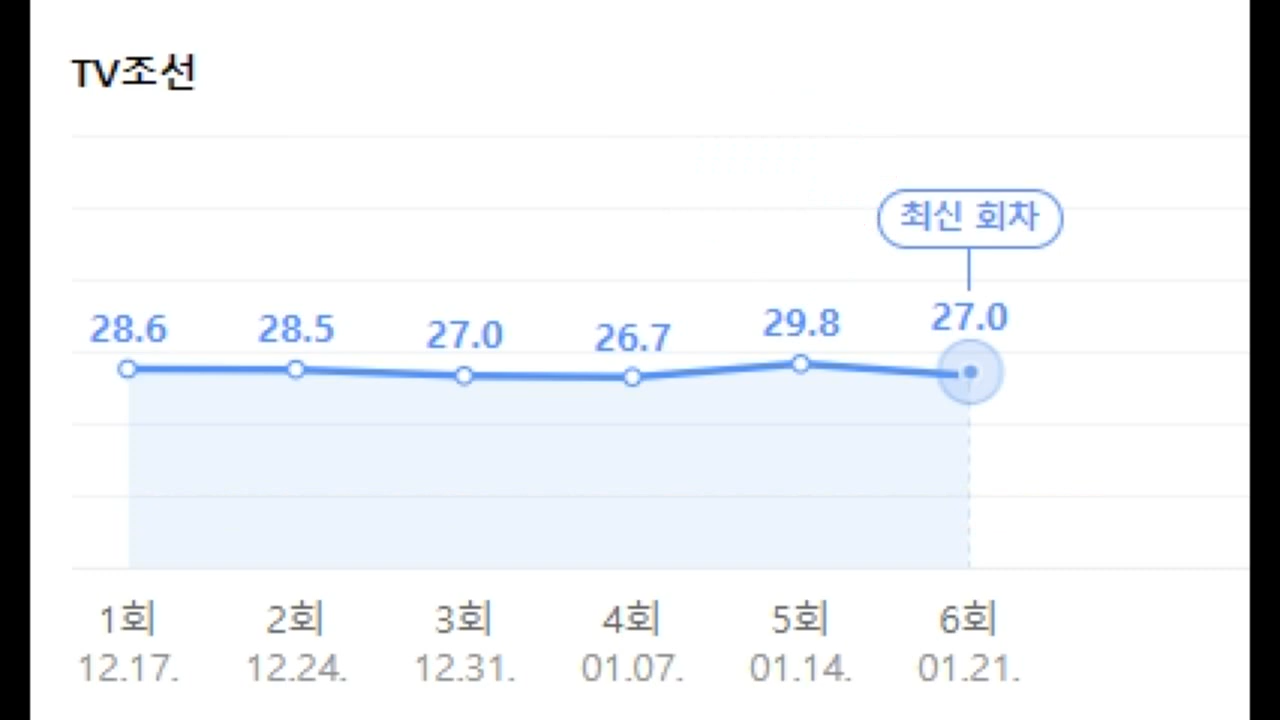 TV조선
최신 회차
28.6 28.5 27.0 26.7 29.8 27.0
1회 2회 3회 4회 5회 6회
12.17. 12.24. 12.31. 01.07. 01.14. 01.21.